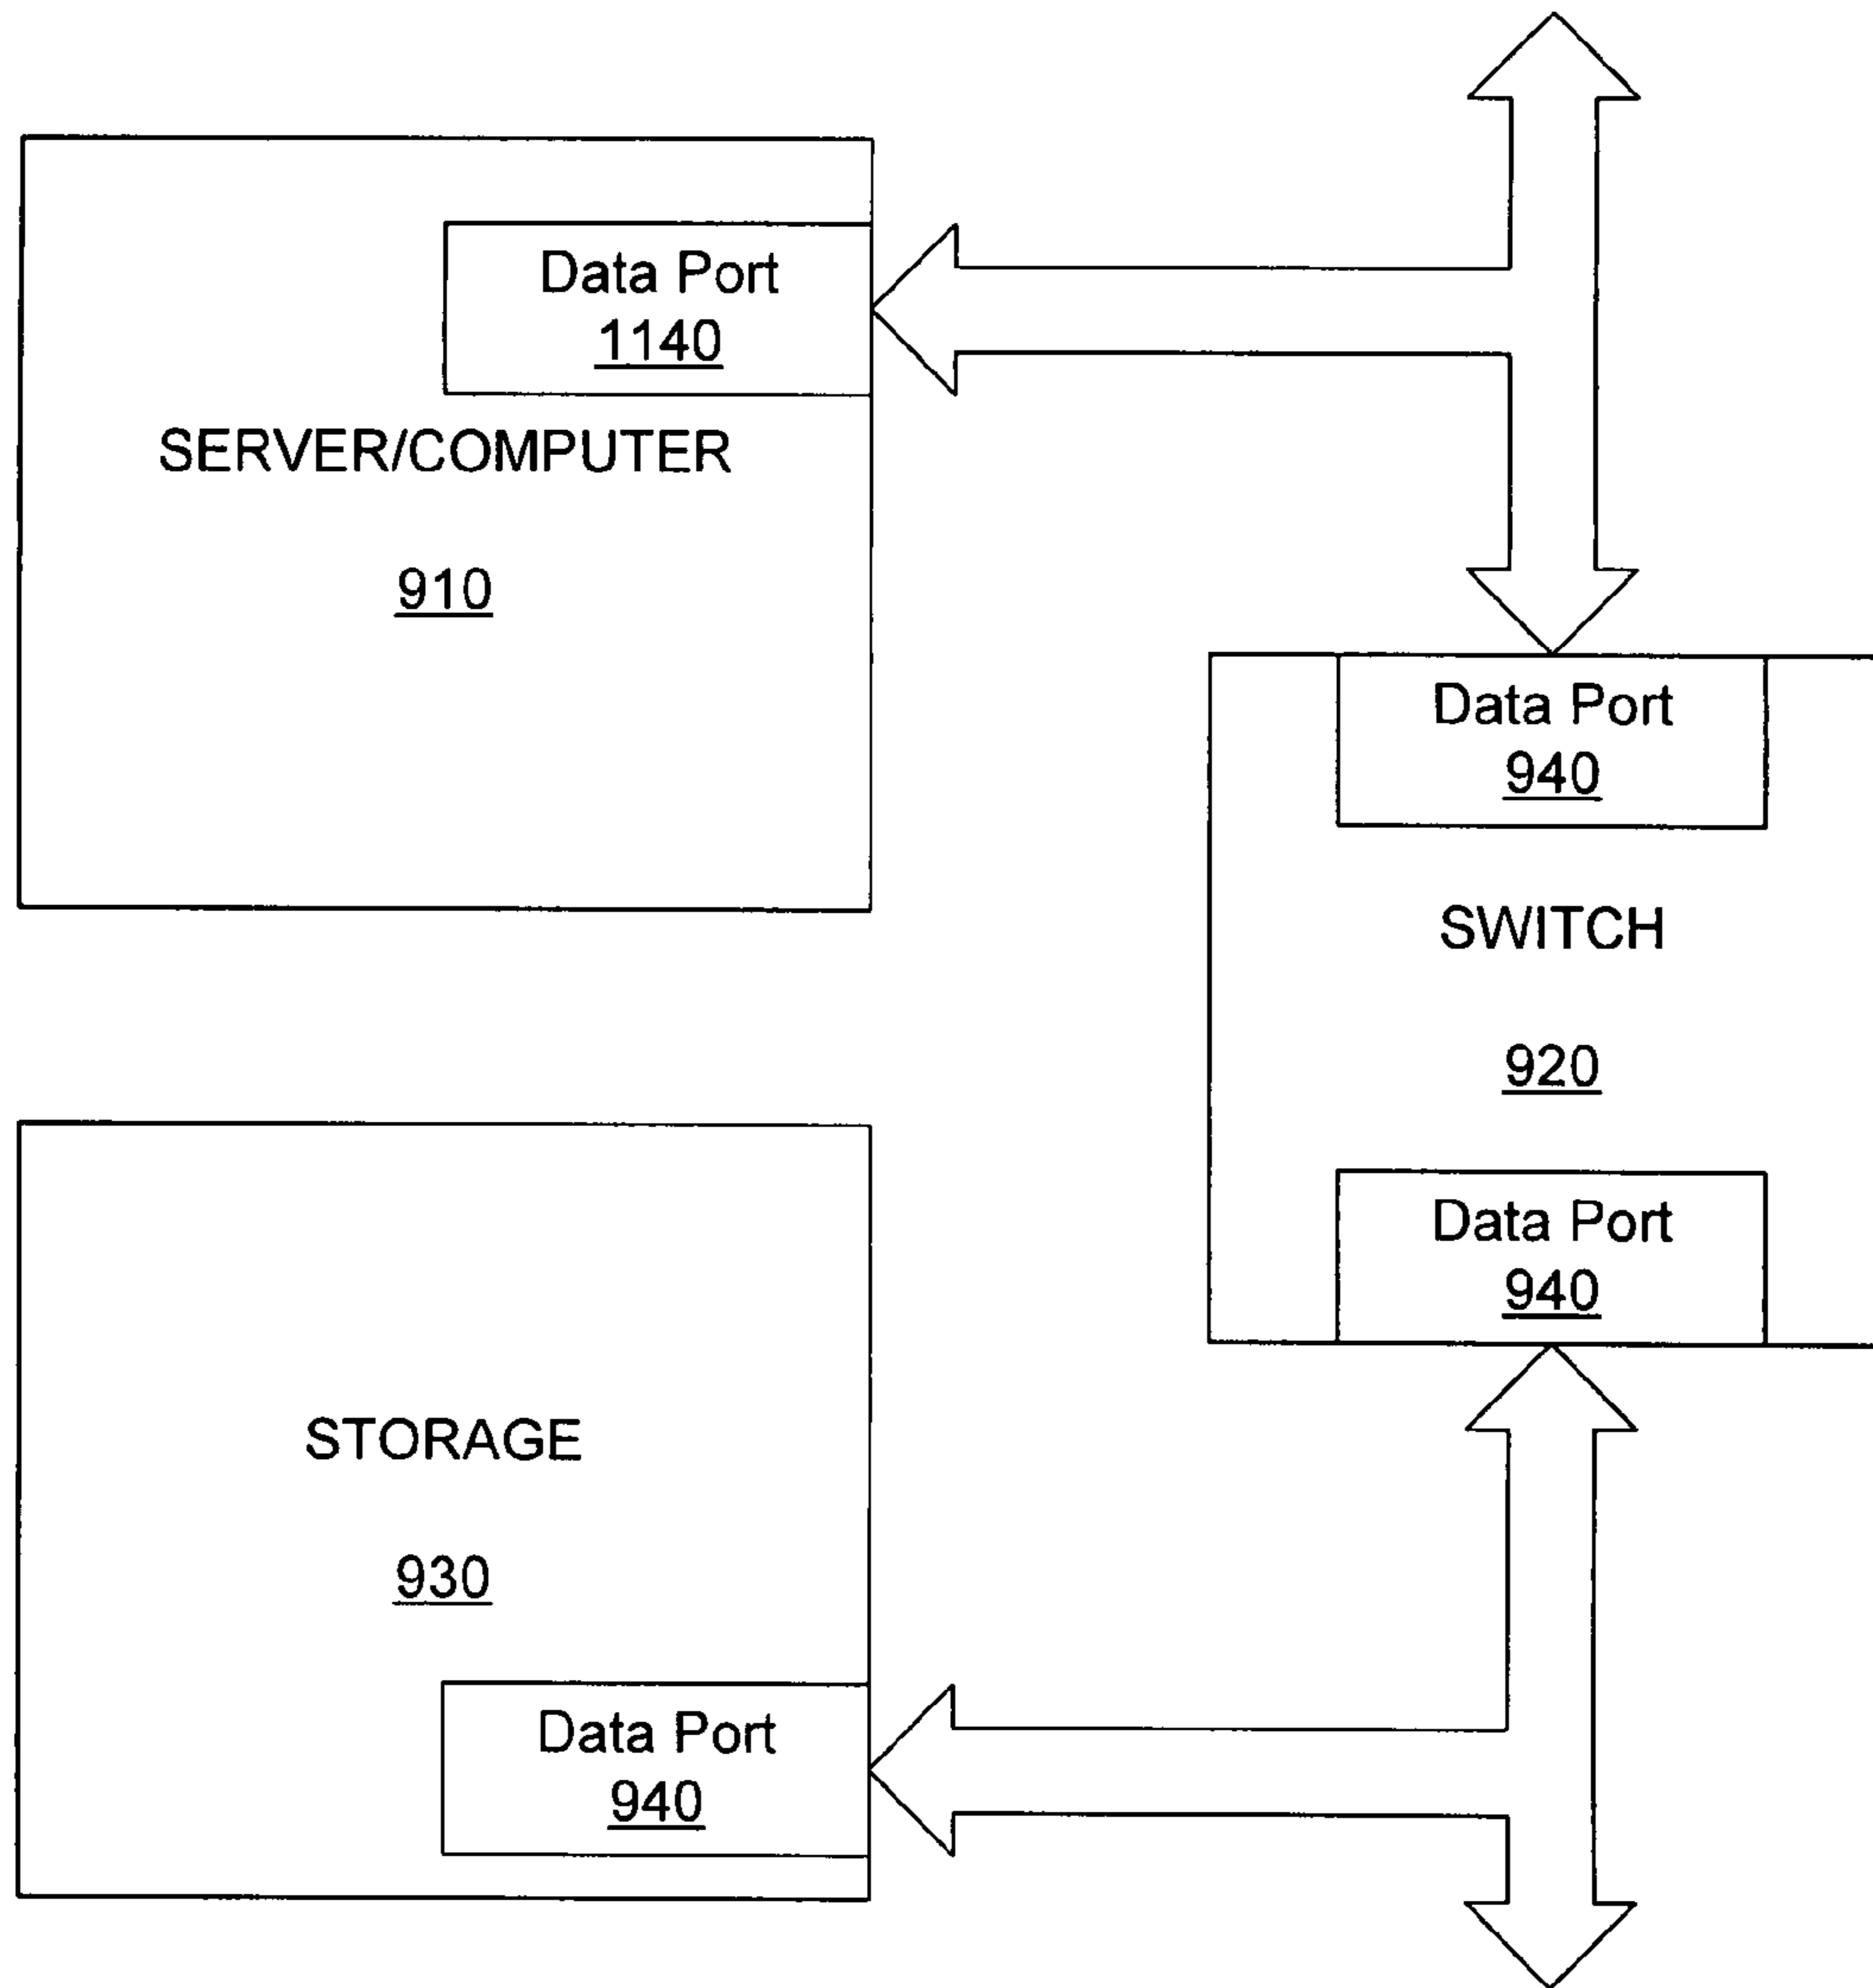 Data Port
1140
SERVER/COMPUTER
910
Data Port
940
SWITCH
920
Data Port
940
STORAGE
930
Data Port
940